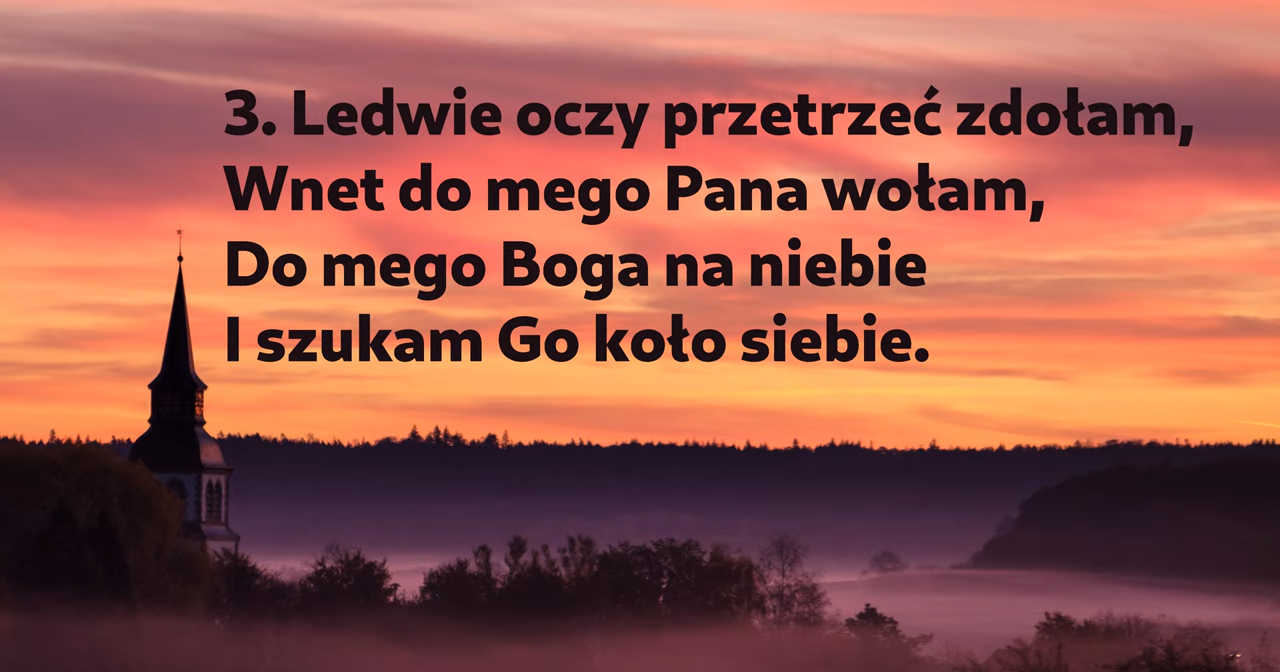 3. Ledwie oczy przetrzeć zdołam,
Wnet do mego Pana wołam,
Do mego Boga na niebie
I szukam Go koło siebie.